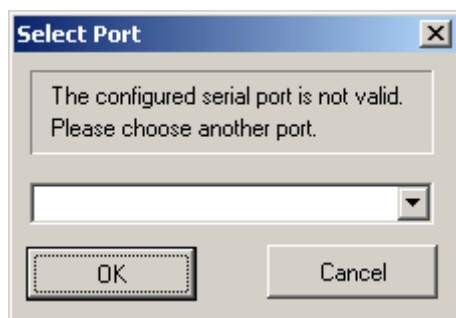 Select Port
The configured serial port is not valid.
Please choose another port.
OK
Cancel